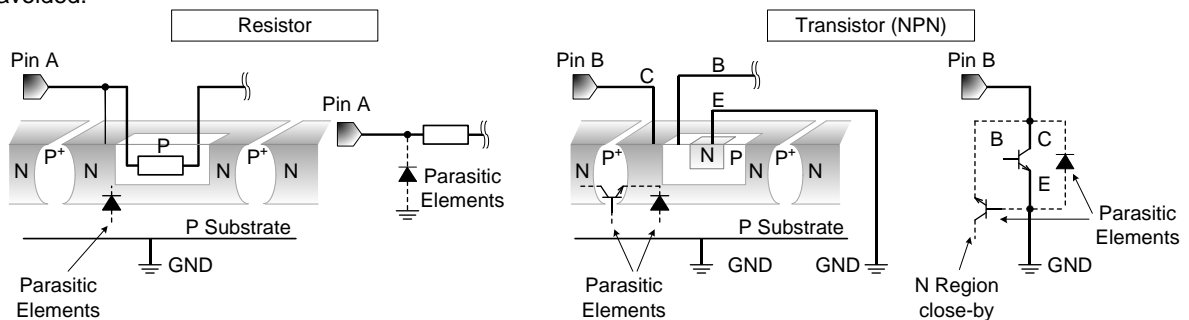 avoided.
Resistor
Transistor (NPN)
Pin A
Pin A
N
P+
N
P
P+
N
N
Parasitic
Elements
P Substrate
GND
Parasitic
Elements
Pin B
C
B
E
N
P+
N
N
P
P+
N
N
P Substrate
GND
GND
Parasitic
Elements
Pin B
B
C
E
Parasitic
Elements
GND
N Region
close-by